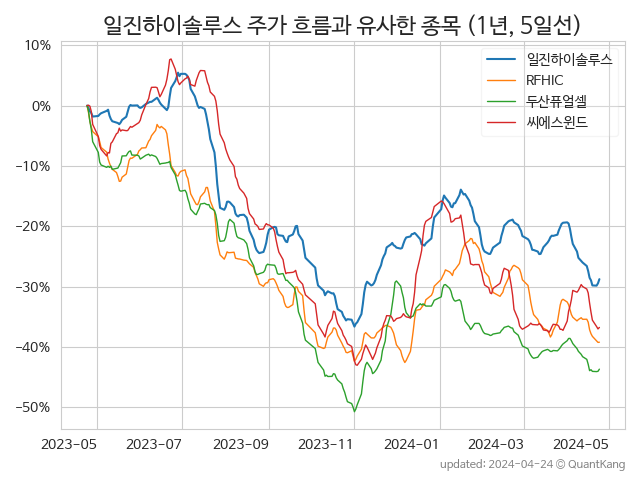 일진하이솔루스 주가 흐름과 유사한 종목 (1년, 5일선)
10%
0%
−10%
−20%
−30%
−40%
−50%
일진하이솔루스
RFHIC
두산퓨얼셀
씨에스윈드
2023-05
2023-07
2023-09
2023-11
2024-01
2024-03
2024-05
updated: 2024-04-24 © QuantKang